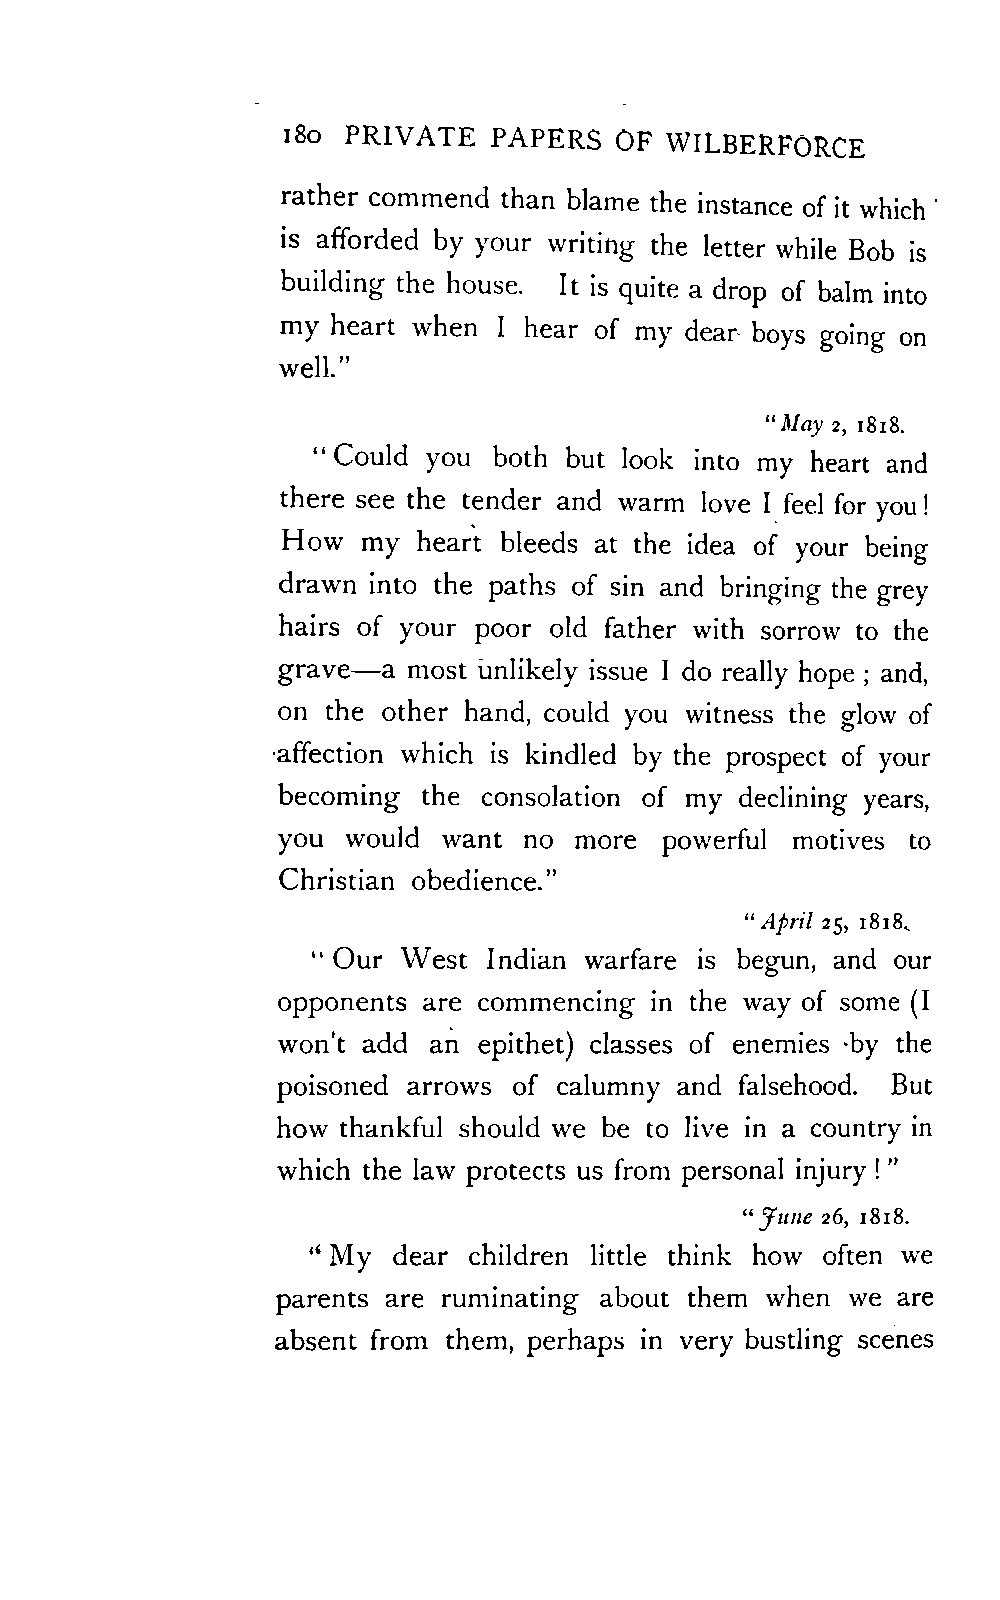 180 PRIVATE PAPERS OF WILBERFORCE
rather commend than blame the instance of it which
is afforded by your writing the letter while Bob is
building the house. It is quite a drop of balm into
my heart when I hear of my dear boys going on
well."
"May 2, 1818.
"Could you both but look into my heart and
there see the tender and warm love I feel for you!
How my heart bleeds at the idea of your being
drawn into the paths of sin and bringing the grey
hairs of your poor old father with sorrow to the
grave—a most unlikely issue I do really hope; and,
on the other hand, could you witness the glow of
affection which is kindled by the prospect of your
becoming the consolation of my declining years,
you would want no more powerful motives to
Christian obedience."
"April 25, 1818.
"Our West Indian warfare is begun, and our
opponents are commencing in the way of some (I
won't add an epithet) classes of enemies by the
poisoned arrows of calumny and falsehood. But
how thankful should we be to live in a country in
which the law protects us from personal injury!"
"June 26, 1818.
"My dear children little think how often we
parents are ruminating about them when we are
absent from them, perhaps in very bustling scenes